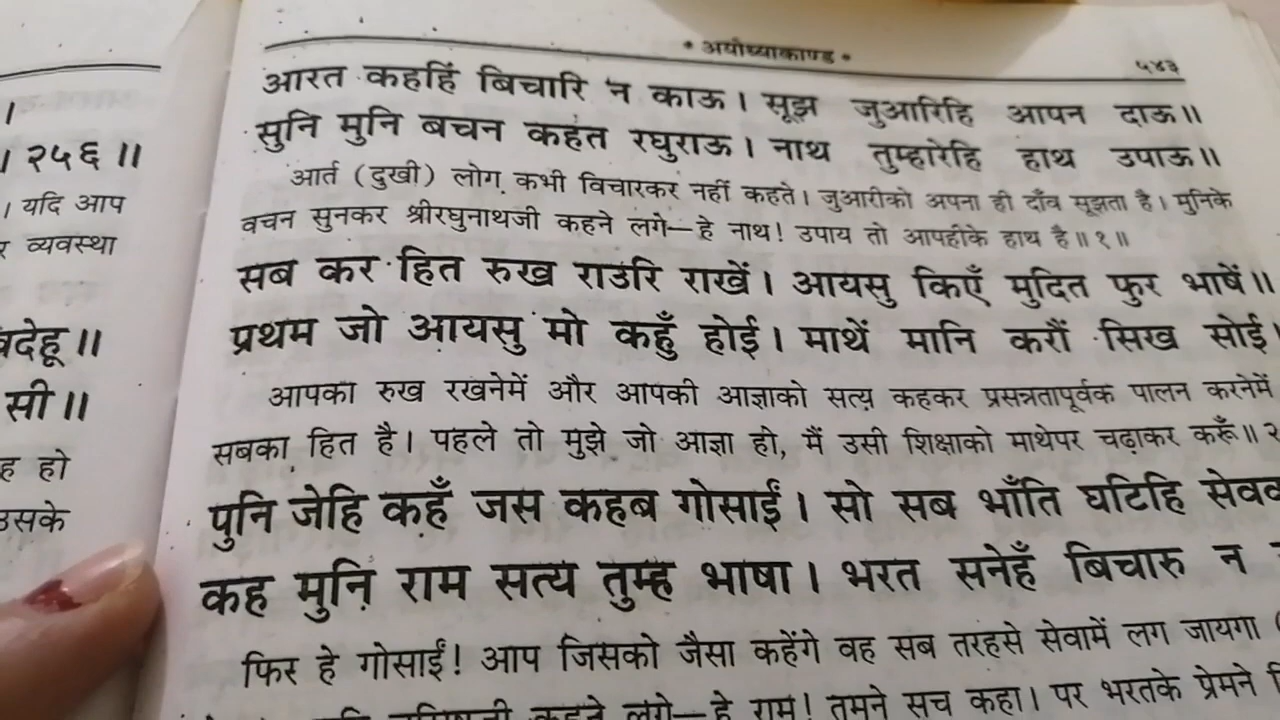 ।
। २५६ ॥
। यदि आप
व्यवस्था
सी ॥
हो
उसके
• अयोध्याकाण्ड •
५४३
आरत कहहिं बिचारि न काऊ । सूझ जुआरिहि आपन दाऊ ॥
सुनि मुनि बचन कहत रघुराऊ । नाथ तुम्हारेहि हाथ उपाऊ ॥
आर्त (दुखी) लोग कभी विचारकर नहीं कहते । जुआरीको अपना ही दाँव सूझता है । मुनिके
वचन सुनकर श्रीरघुनाथजी कहने लगे—हे नाथ! उपाय तो आपहीके हाथ है ॥ १ ॥
सब कर हित रुख राउरि राखें । आयसु किएँ मुदित फुर भाषें ॥
प्रथम जो आयसु मो कहुँ होई । माथें मानि करौं सिख सोई ।
आपका रुख रखनेमें और आपकी आज्ञाको सत्य कहकर प्रसन्नतापूर्वक पालन करनेमें
सबका हित है । पहले तो मुझे जो आज्ञा हो, मैं उसी शिक्षाको माथेपर चढ़ाकर करूँ ॥ २
पुनि जेहि कहँ जस कहब गोसाईं । सो सब भाँति घटिहि
कह मुनि राम सत्य तुम्ह भाषा । भरत सनेहँ बिचारु न
फिर हे गोसाईं! आप जिसको जैसा कहेंगे वह सब तरहसे सेवामें लग जायगा
कहने लगे—हे राम! तुमने सच कहा । पर भरतके प्रेमने